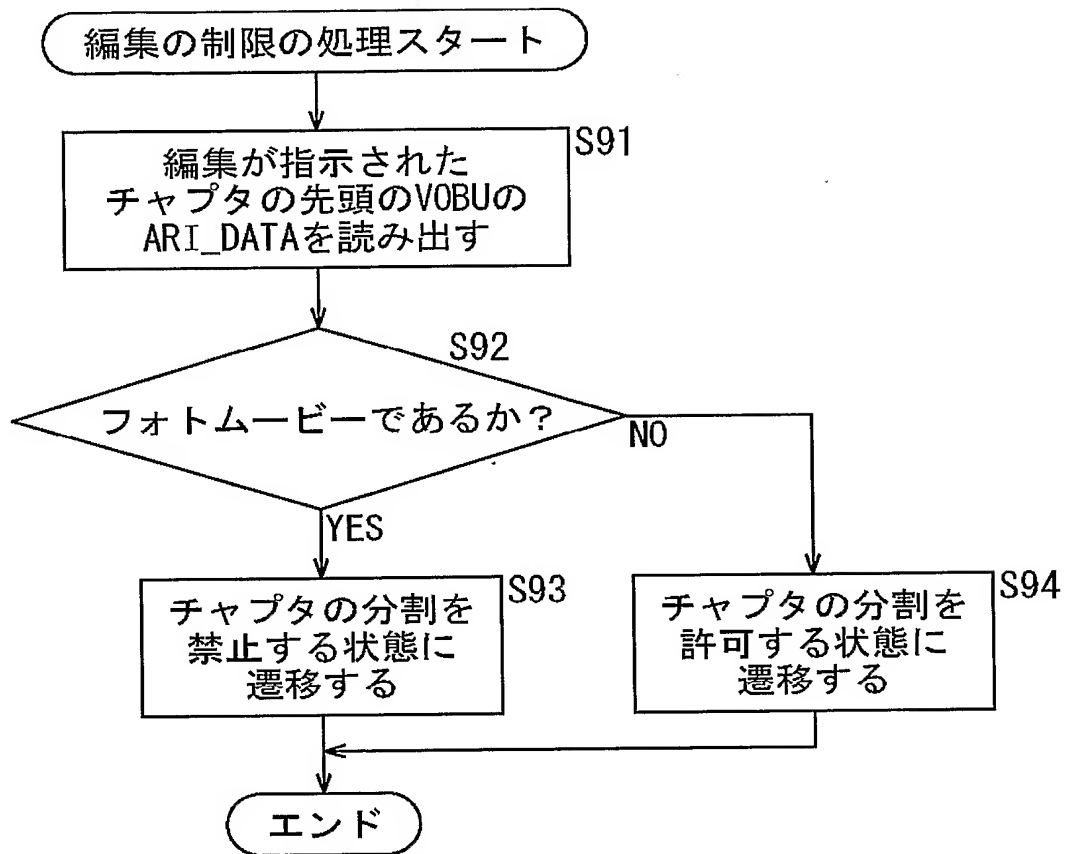 編集の制限の処理スタート
S91
編集が指示された
チャプタの先頭のVOBUの
ARI_DATAを読み出す
S92
フォトムービーであるか？
NO
YES
S93
チャプタの分割を
禁止する状態に
遷移する
S94
チャプタの分割を
許可する状態に
遷移する
エンド